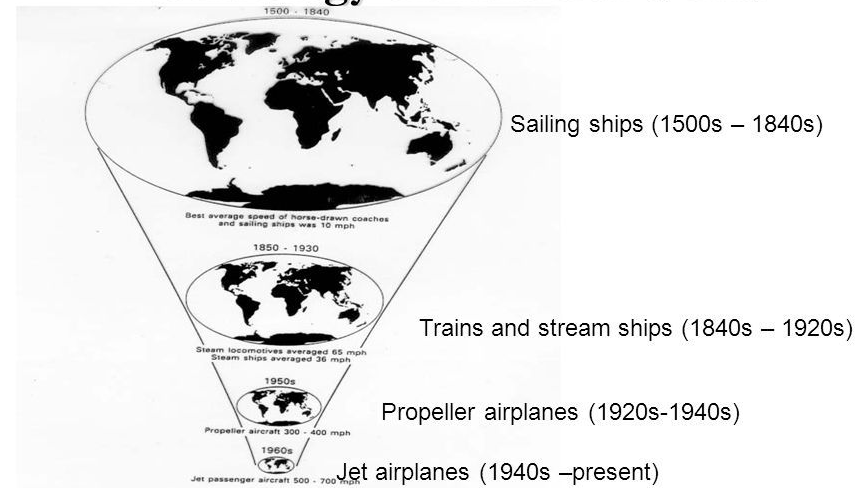 gy
1500 - 1840
Sailing ships (1500s – 1840s)
Best average speed of horse-drawn coaches
and sailing ships was 10 mph
1850 - 1930
Trains and stream ships (1840s – 1920s)
Steam locomotives averaged 65 mph
Steam ships averaged 36 mph
1950s
Propeller airplanes (1920s-1940s)
Propeller aircraft 300 - 400 mph
1960s
Jet airplanes (1940s –present)
Jet passenger aircraft 500 - 700 mph